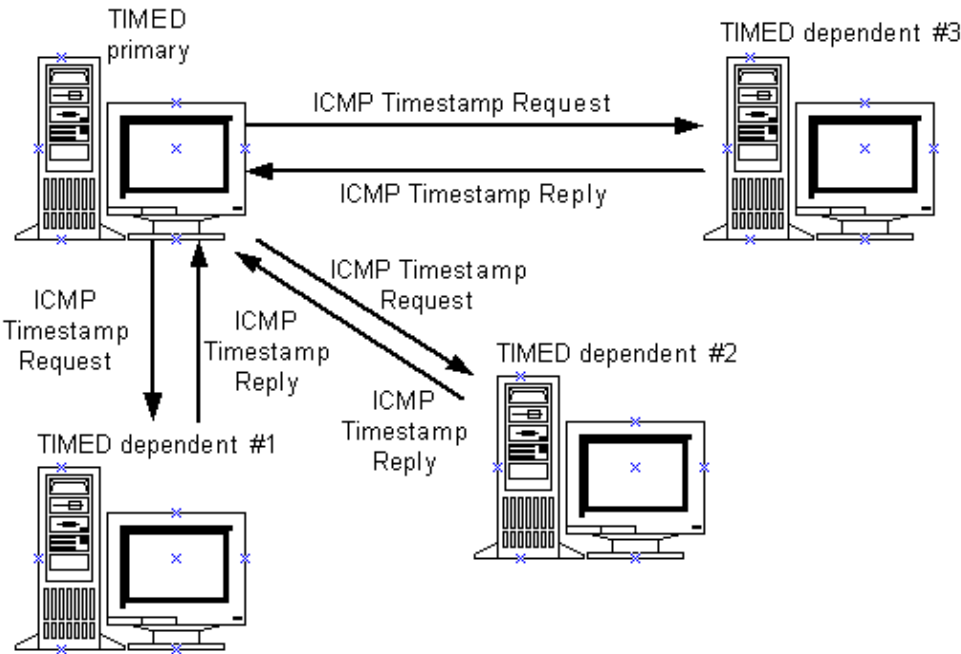 TIMED
primary
TIMED dependent #3
ICMP Timestamp Request
ICMP Timestamp Reply
ICMP Timestamp
Request
ICMP
Timestamp
Request
ICMP
Timestamp
Reply
TIMED dependent #2
ICMP
Timestamp
Reply
TIMED dependent #1